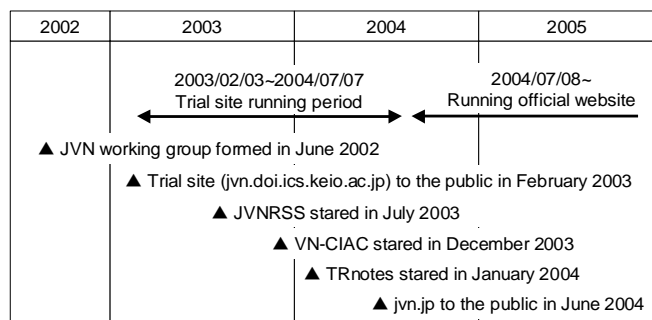 2002 2003 2004 2005
2003/02/03~2004/07/07
Trial site running period
2004/07/08~
Running official website
▲ JVN working group formed in June 2002
▲ Trial site (jvn.doi.ics.keio.ac.jp) to the public in February 2003
▲ JVNRSS stared in July 2003
▲ VN-CIAC stared in December 2003
▲ TRnotes stared in January 2004
▲ jvn.jp to the public in June 2004